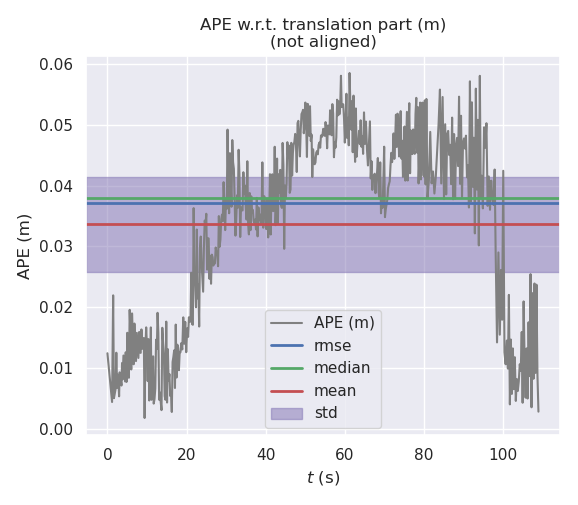 APE w.r.t. translation part (m)
(not aligned)
0.06
0.05
0.04
0.03
0.02
0.01
0.00
APE (m)
APE (m)
rmse
median
mean
std
0
20
40
60
80
100
t (s)